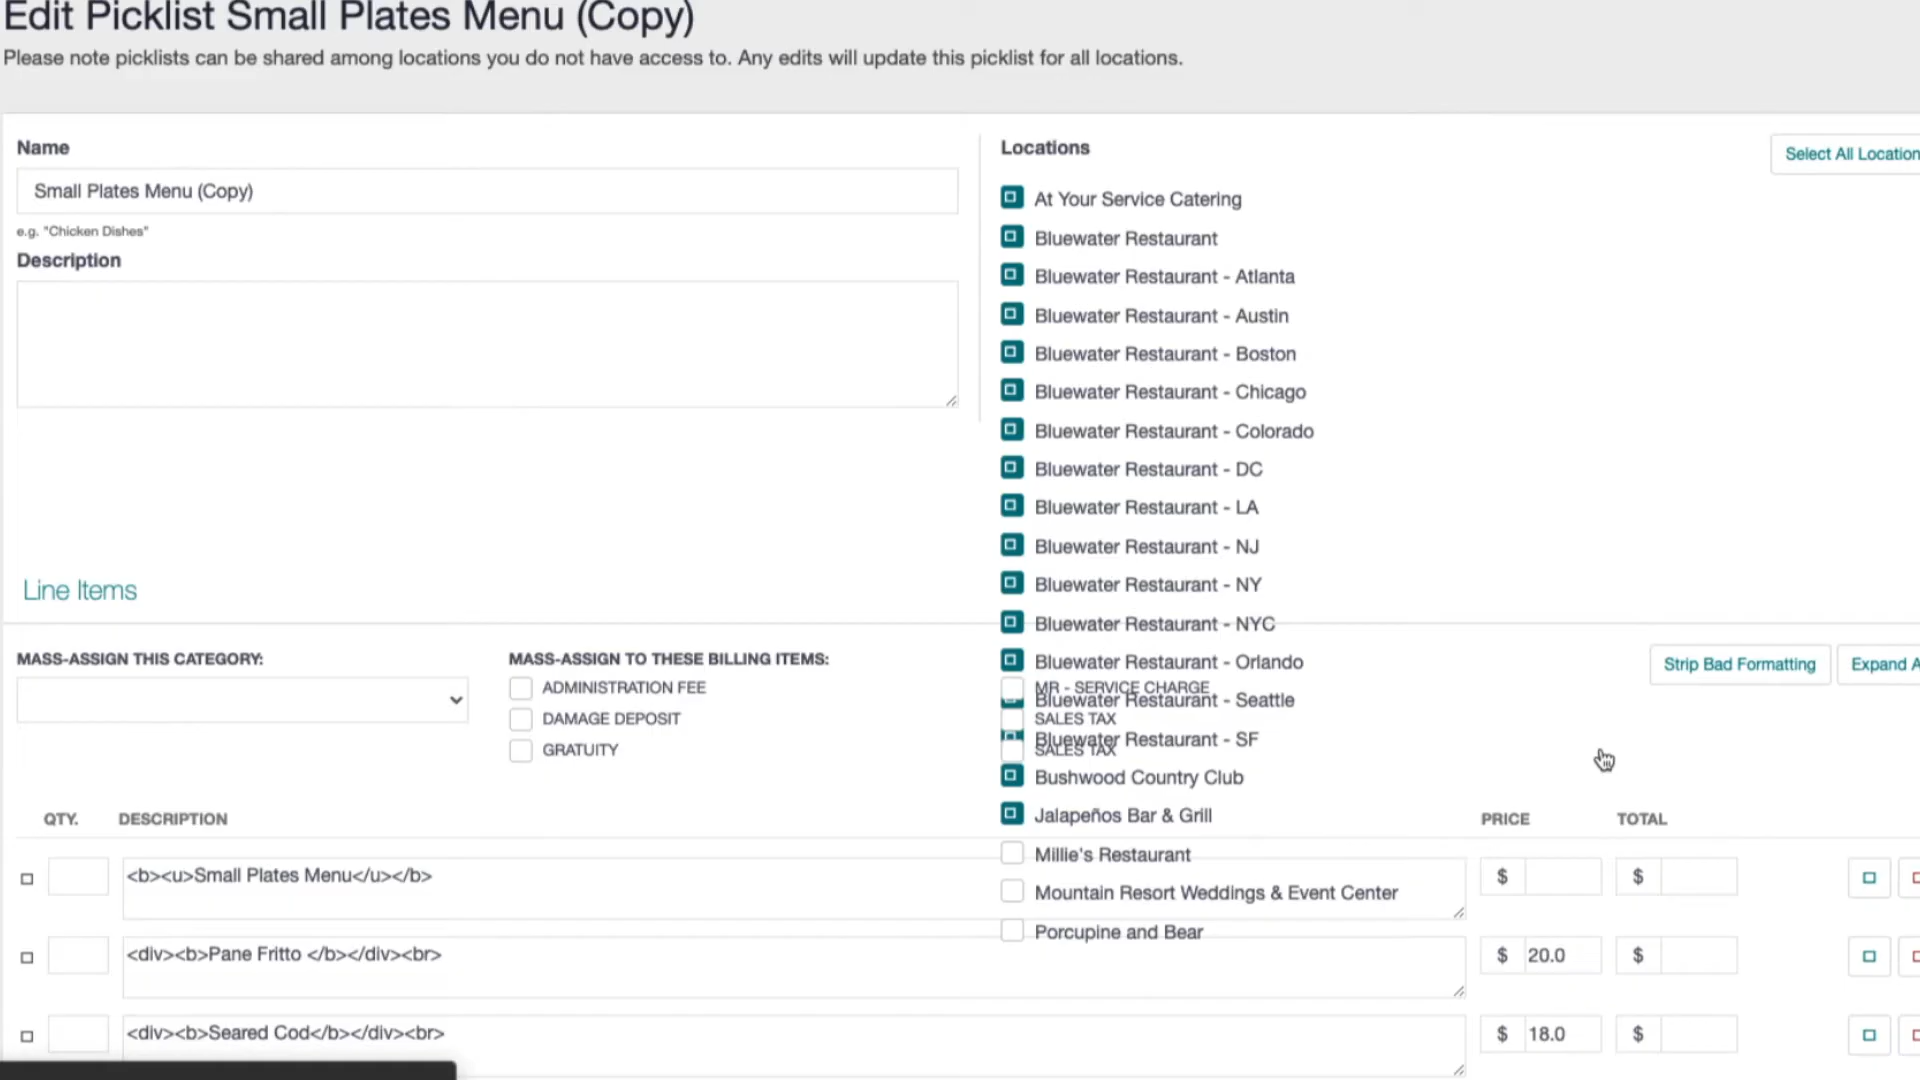 Edit Picklist Small Plates Menu (Copy)
Please note picklists can be shared among locations you do not have access to. Any edits will update this picklist for all locations.
Name
Small Plates Menu (Copy)
e.g. "Chicken Dishes"
Description
Locations
Select All Location
At Your Service Catering
Bluewater Restaurant
Bluewater Restaurant - Atlanta
Bluewater Restaurant - Austin
Bluewater Restaurant - Boston
Bluewater Restaurant - Chicago
Bluewater Restaurant - Colorado
Bluewater Restaurant - DC
Bluewater Restaurant - LA
Bluewater Restaurant - NJ
Bluewater Restaurant - NY
Bluewater Restaurant - NYC
Bluewater Restaurant - Orlando
Bluewater Restaurant - Seattle
Bluewater Restaurant - SF
Bushwood Country Club
Jalapeños Bar & Grill
Millie's Restaurant
Mountain Resort Weddings & Event Center
Porcupine and Bear
Line Items
MASS-ASSIGN THIS CATEGORY:
MASS-ASSIGN TO THESE BILLING ITEMS:
ADMINISTRATION FEE
DAMAGE DEPOSIT
GRATUITY
MR - SERVICE CHARGE
SALES TAX
SALES TAX
Strip Bad Formatting
Expand A
QTY. DESCRIPTION PRICE TOTAL
<b><u>Small Plates Menu</u></b> $ $
<div><b>Pane Fritto </b></div><br> $ 20.0 $
<div><b>Seared Cod</b></div><br> $ 18.0 $